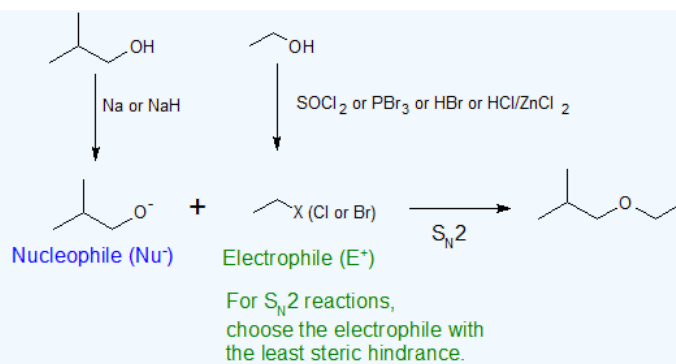 OH
OH
Na or NaH
SOCl2 or PBr3 or HBr or HCl/ZnCl 2
O-
+
X (Cl or Br)
O
SN2
Nucleophile (Nu-)
Electrophile (E+)
For SN2 reactions,
choose the electrophile with
the least steric hindrance.